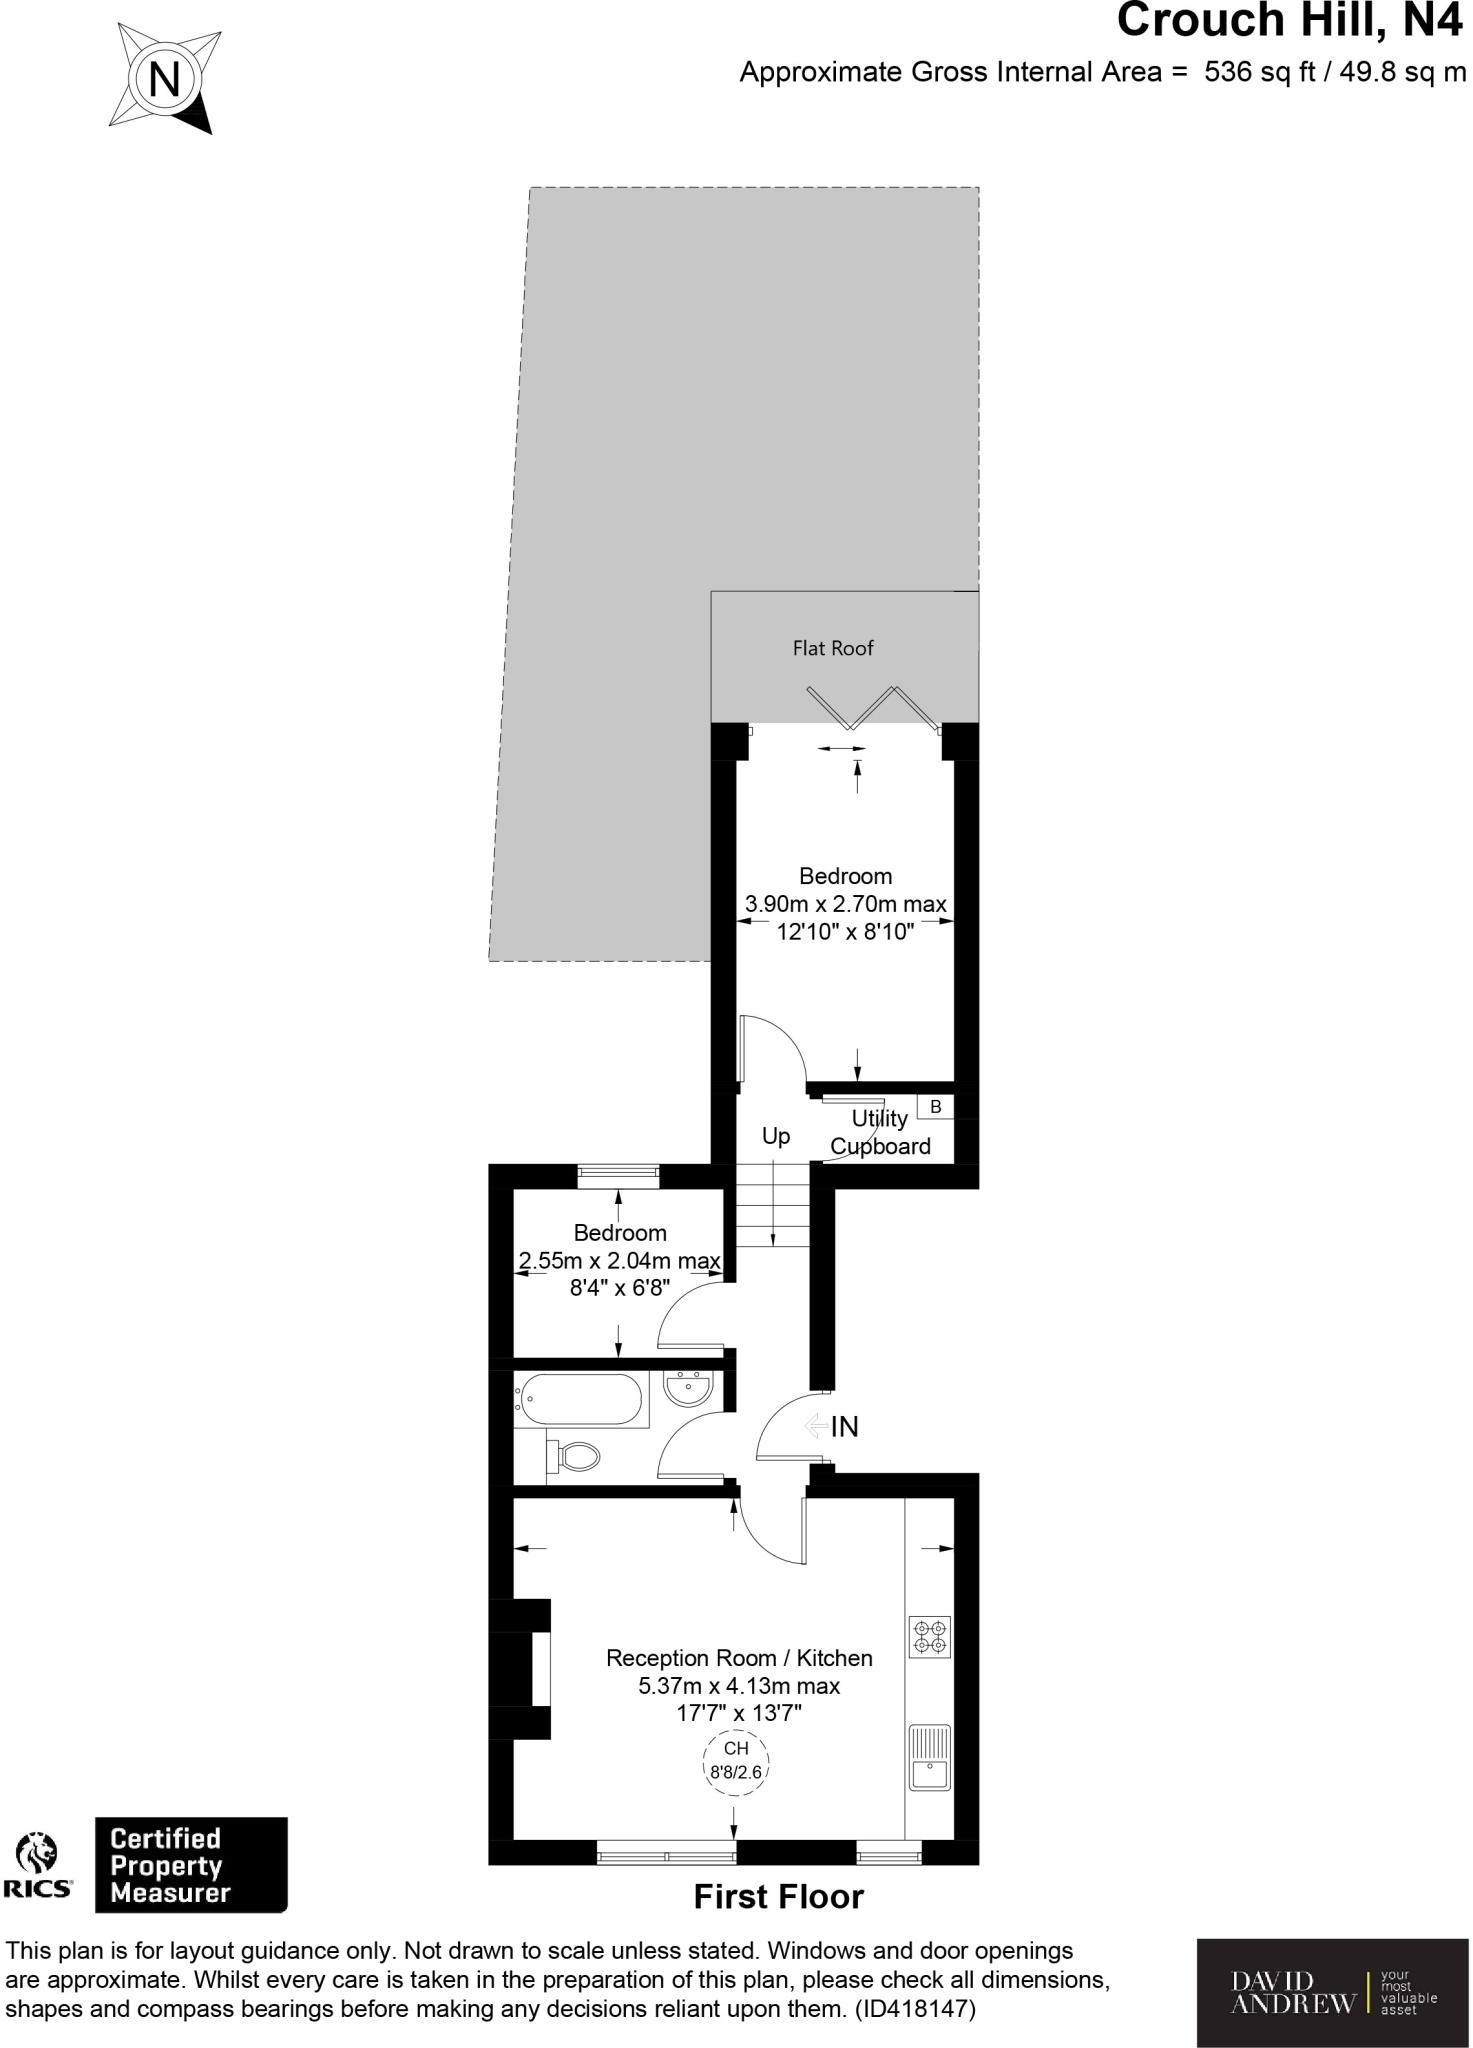 Crouch Hill, N4
Approximate Gross Internal Area = 536 sq ft / 49.8 sq m
N
Flat Roof
Bedroom
3.90m x 2.70m max
12'10" x 8'10"
B
Utility
Cupboard
Up
Bedroom
2.55m x 2.04m max
8'4" x 6'8"
IN
Reception Room / Kitchen
5.37m x 4.13m max
17'7" x 13'7"
CH
8'8/2.6
First Floor
RICS
Certified
Property
Measurer
This plan is for layout guidance only. Not drawn to scale unless stated. Windows and door openings
are approximate. Whilst every care is taken in the preparation of this plan, please check all dimensions,
shapes and compass bearings before making any decisions reliant upon them. (ID418147)
DAVID
ANDREW
your
most
valuable
asset